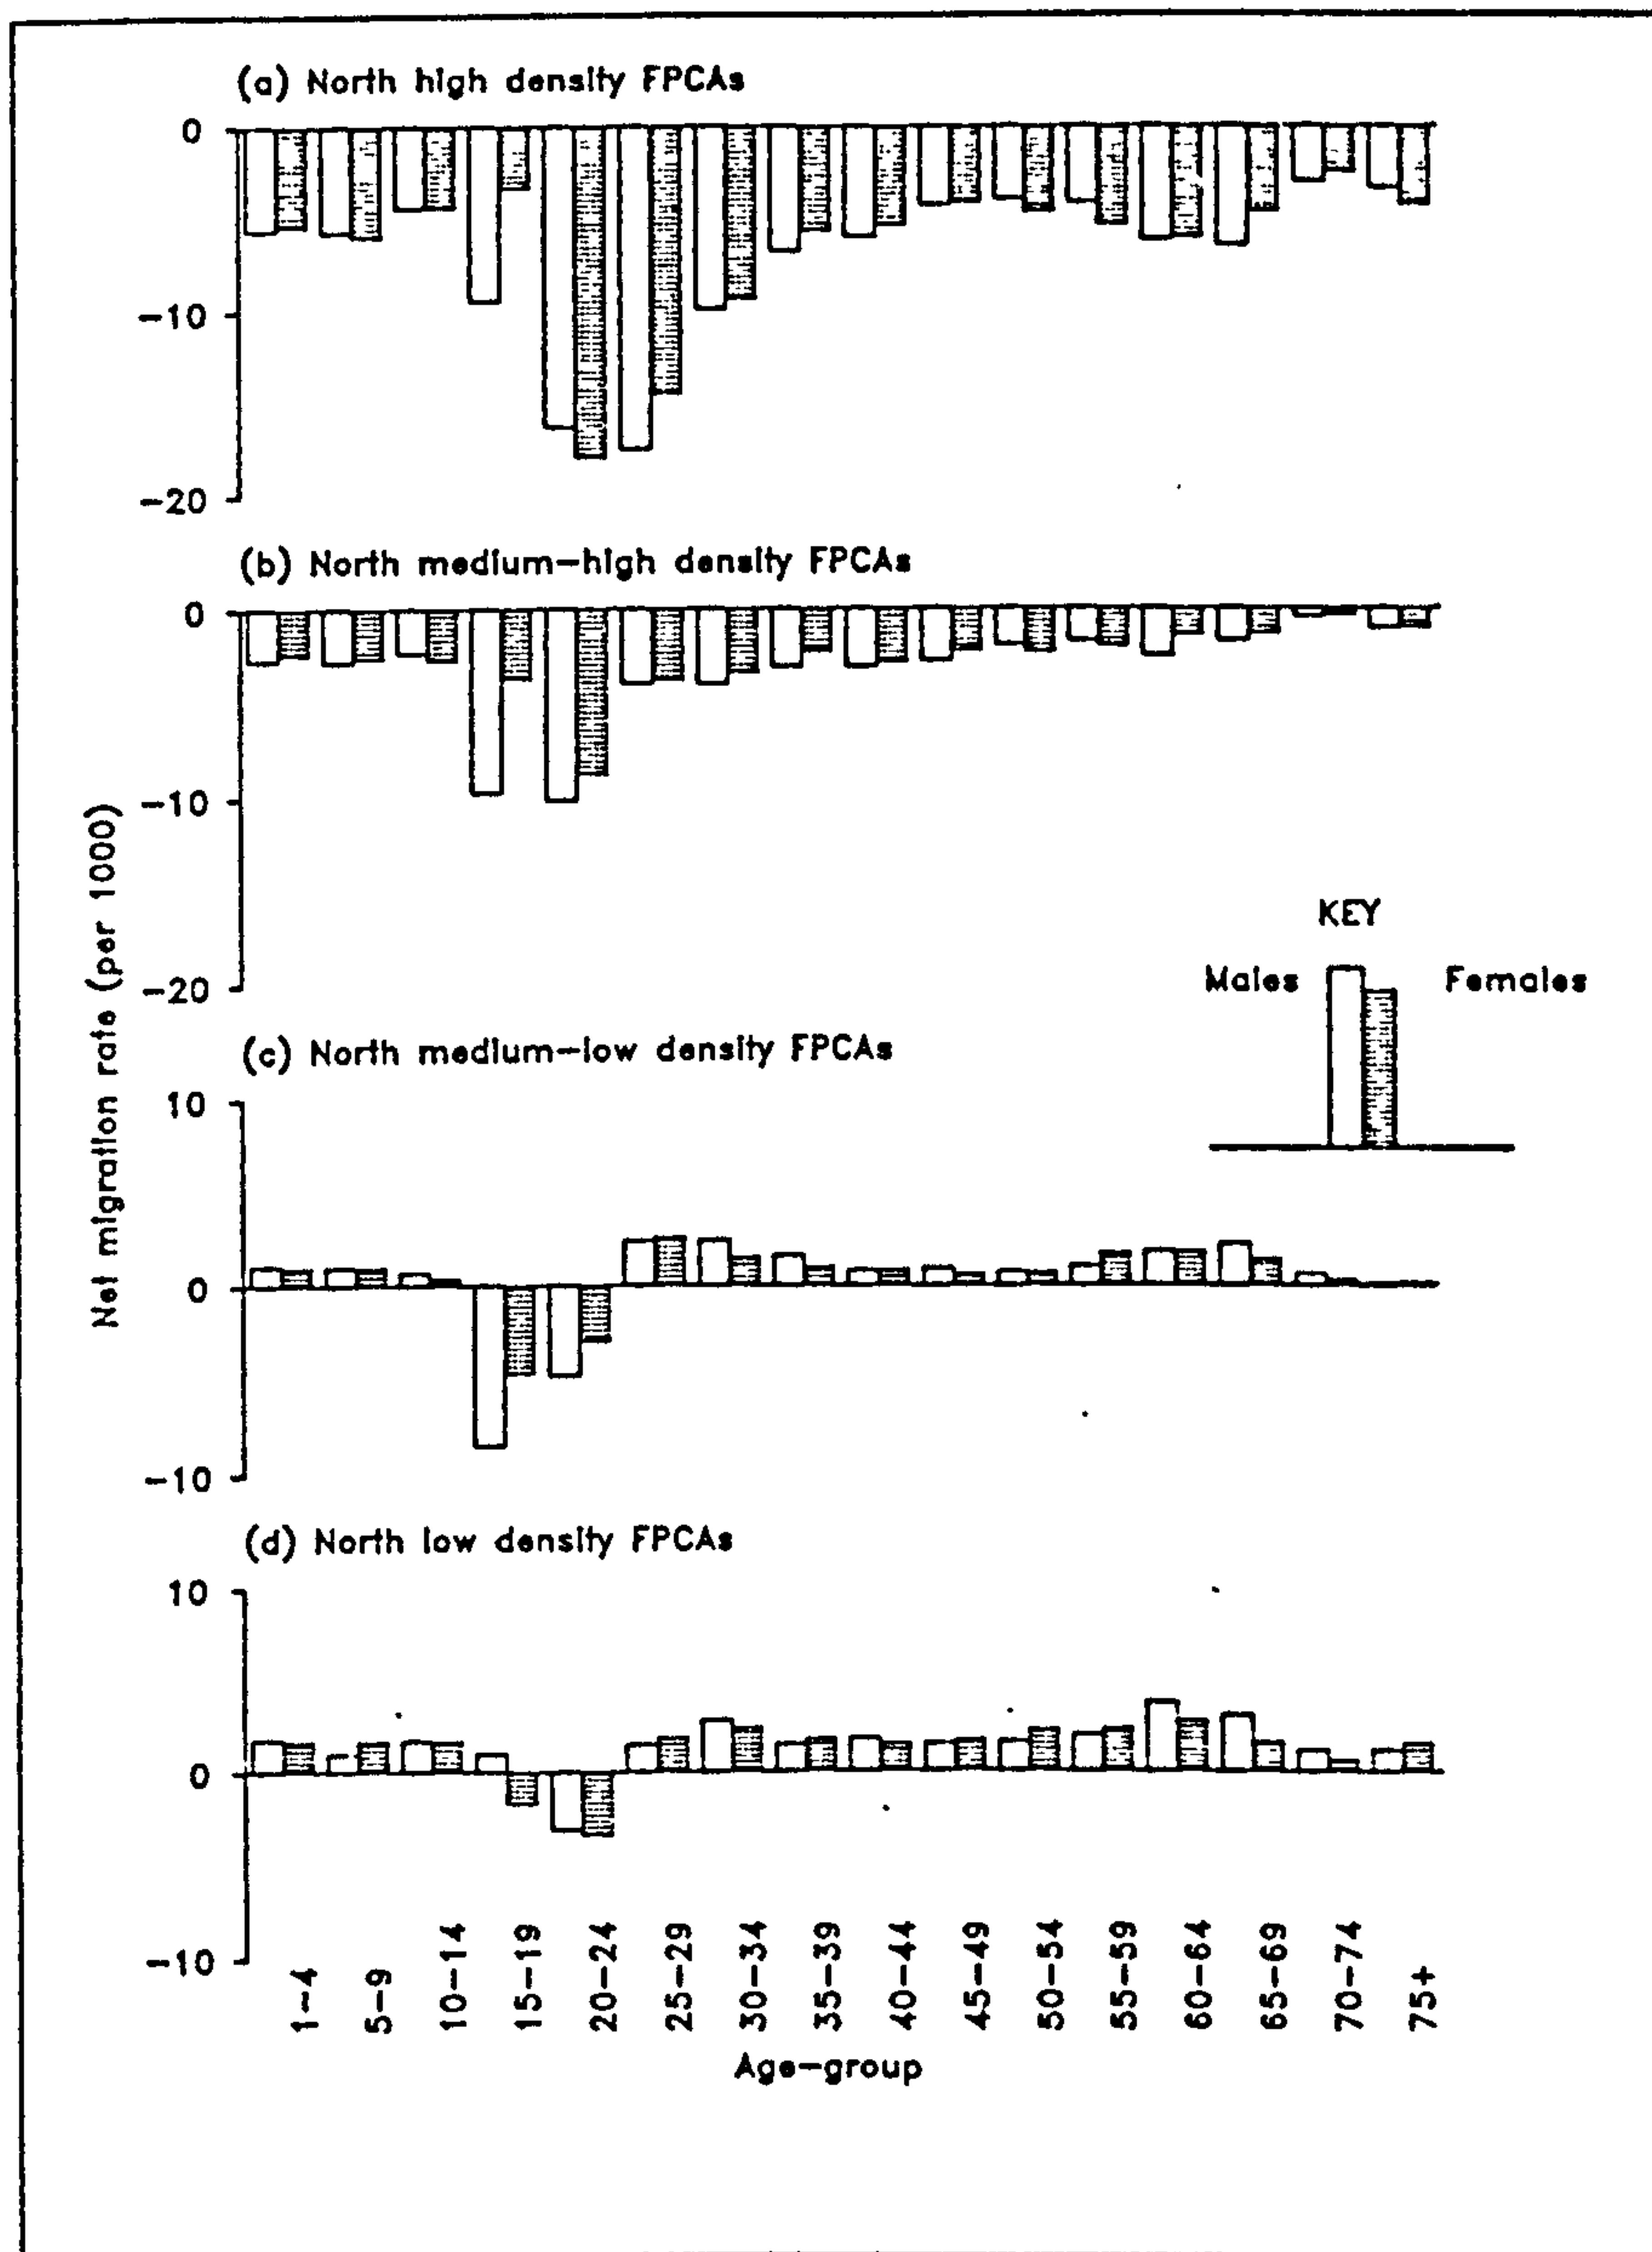 (a) North high density FPCAs
0
-10
-20
(b) North medium-high density FPCAs
0
-10
-20
Net migration rate (per 1000)
KEY
Males Females
(c) North medium-low density FPCAs
10
0
-10
(d) North low density FPCAs
10
0
-10
1-4 5-9 10-14 15-19 20-24 25-29 30-34 35-39 40-44 45-49 50-54 55-59 60-64 65-69 70-74 75+
Age-group